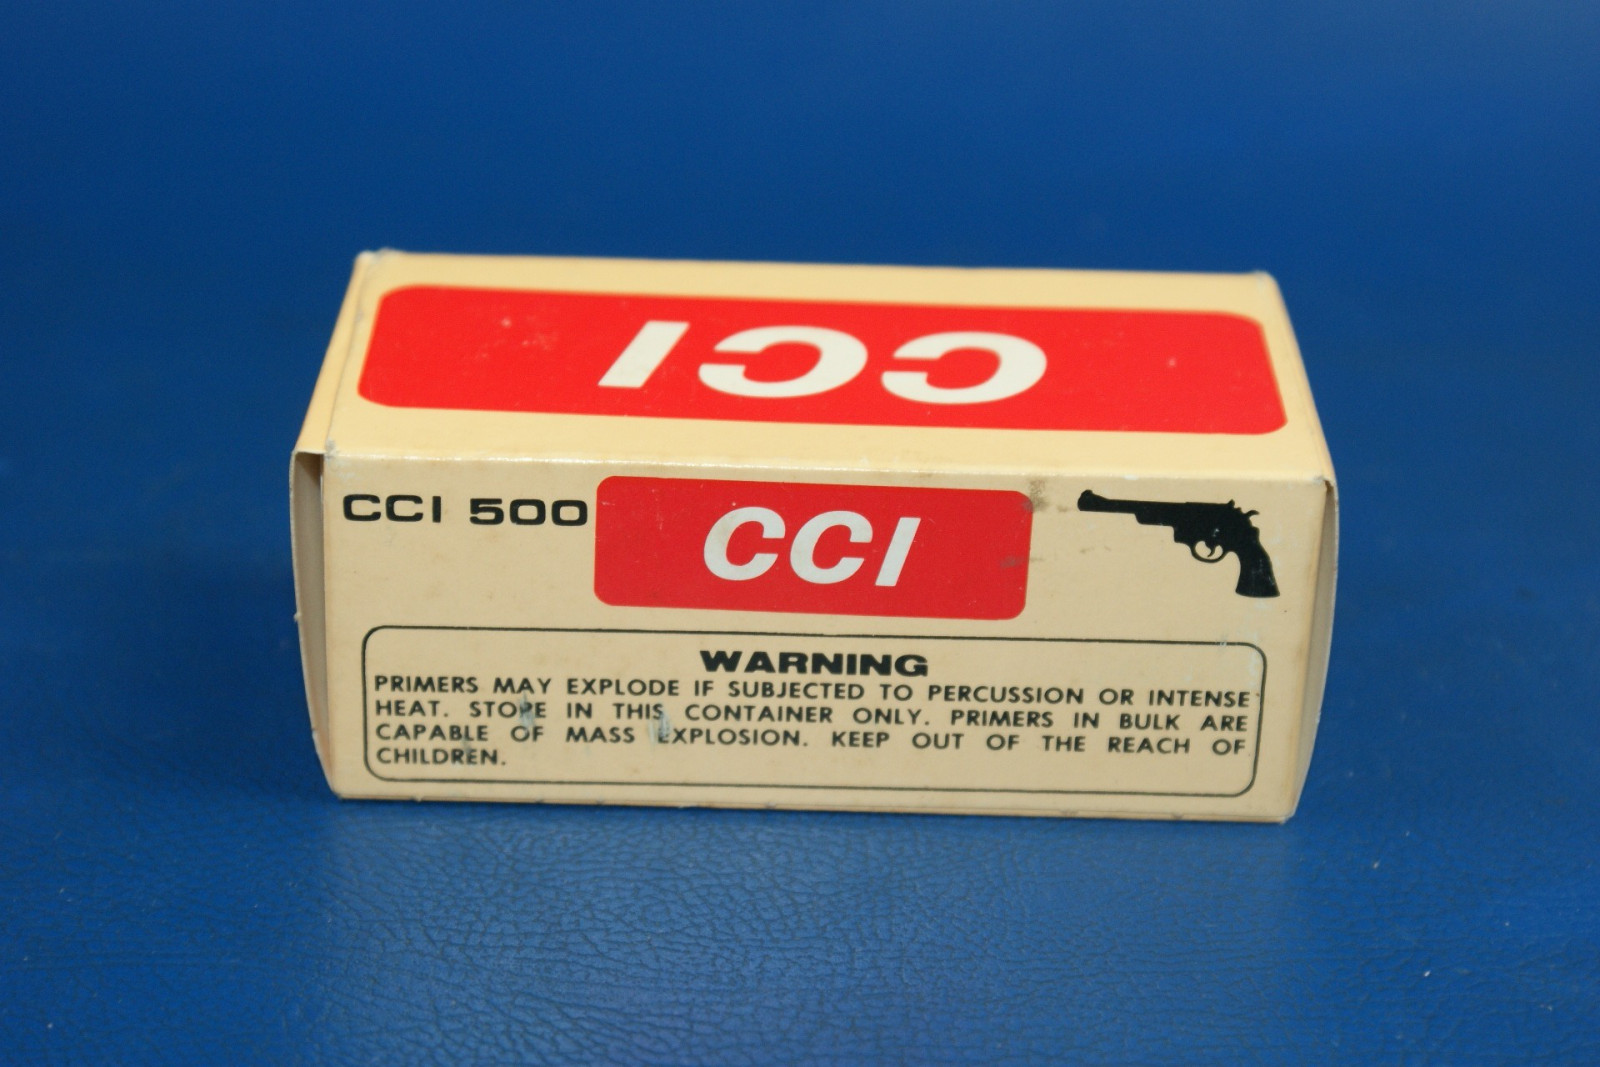 CCI
CCI 500
CCI
WARNING
PRIMERS MAY EXPLODE IF SUBJECTED TO PERCUSSION OR INTENSE
HEAT. STORE IN THIS CONTAINER ONLY. PRIMERS IN BULK ARE
CAPABLE OF MASS EXPLOSION. KEEP OUT OF THE REACH OF
CHILDREN.